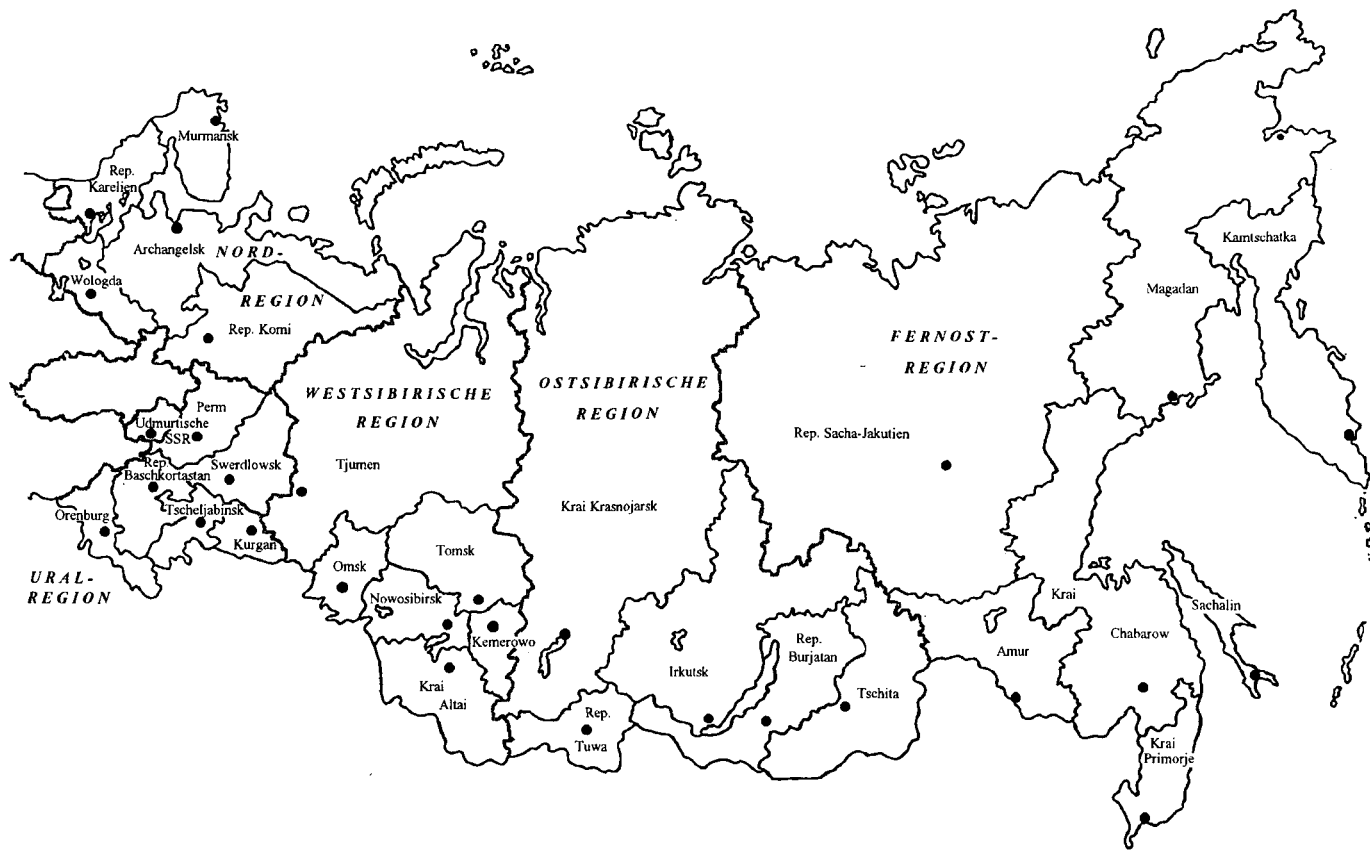 Murmansk
Rep.
Karelien
Archangelsk
NORD-
REGION
Wologda
Rep. Komi
Kamtschatka
Magadan
FERNOST-
REGION
WESTSIBIRISCHE
REGION
OSTSIBIRISCHE
REGION
Perm
Udmurtische
SSR
Rep.
Baschkortastan
Swerdlowsk
Tjumen
Rep. Sacha-Jakutien
Orenburg
Tscheljabinsk
Kurgan
Krai Krasnojarsk
URAL-
REGION
Omsk
Tomsk
Nowosibirsk
Kemerowo
Krai
Altai
Rep.
Tuwa
Irkutsk
Rep.
Burjatan
Tschita
Amur
Krai
Chabarow
Sachalin
Krai
Primorje